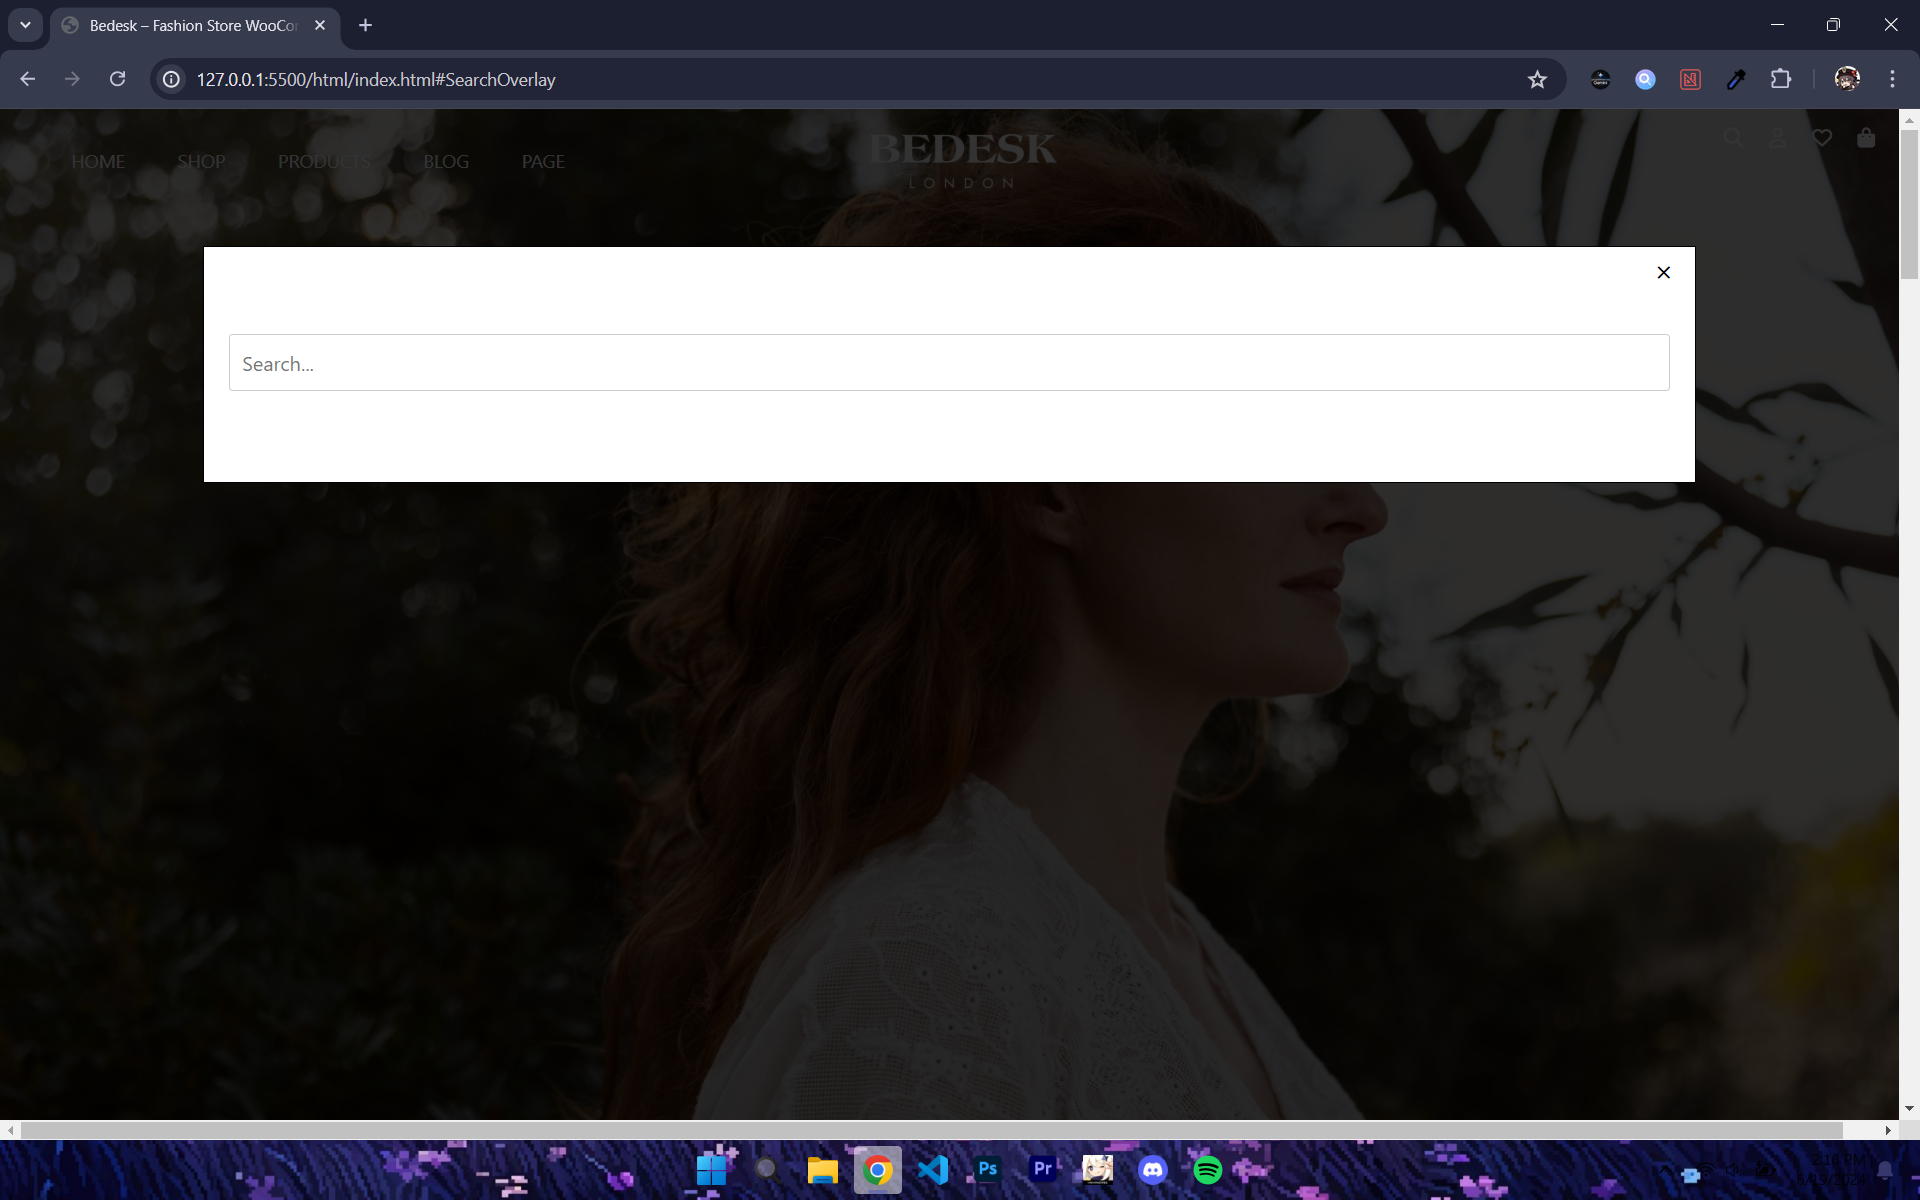 Bedesk – Fashion Store WooCo
127.0.0.1:5500/html/index.html#SearchOverlay
HOME SHOP PRODUCTS BLOG PAGE
BEDESK
LONDON
Search...
Ps
Pr